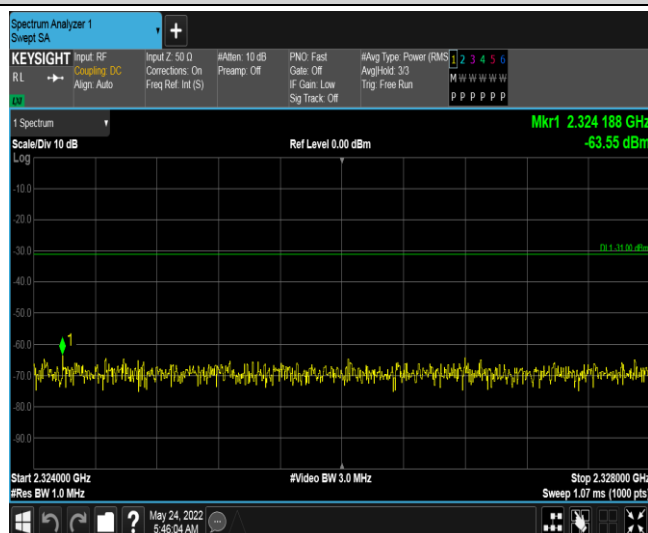 Spectrum Analyzer 1
Swept SA
+
KEYSIGHT
RL
Input: RF
Coupling: DC
Align: Auto
Input Z: 50 Ω
Corrections: On
Freq Ref: Int (S)
#Atten: 10 dB
Preamp: Off
PNO: Fast
Gate: Off
IF Gain: Low
Sig Track: Off
#Avg Type: Power (RMS
Avg|Hold: 3/3
Trig: Free Run
1 2 3 4 5 6
M W W W W W
P P P P P P
1 Spectrum
Mkr1 2.324 188 GHz
-63.55 dBm
Scale/Div 10 dB
Ref Level 0.00 dBm
Log
-10.0
-20.0
-30.0
DL1 -31.00 dBm
-40.0
-50.0
1
-60.0
-70.0
-80.0
-90.0
Start 2.324000 GHz
#Video BW 3.0 MHz
Stop 2.328000 GHz
#Res BW 1.0 MHz
Sweep 1.07 ms (1000 pts)
?
May 24, 2022
5:46:04 AM